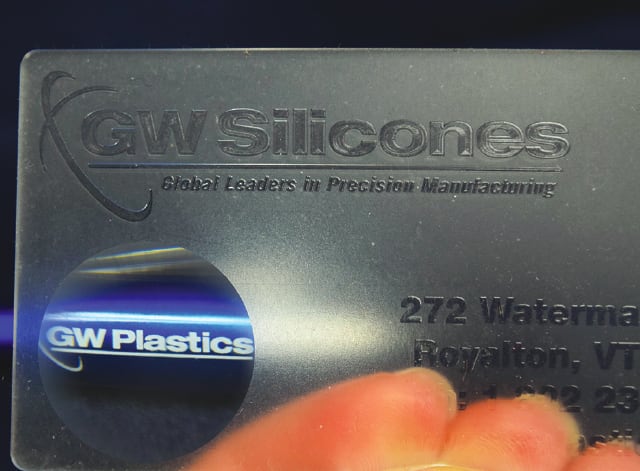 GW Silicones
Global Leaders in Precision Manufacturing
GW Plastics
272 Waterma
Royalton, VT